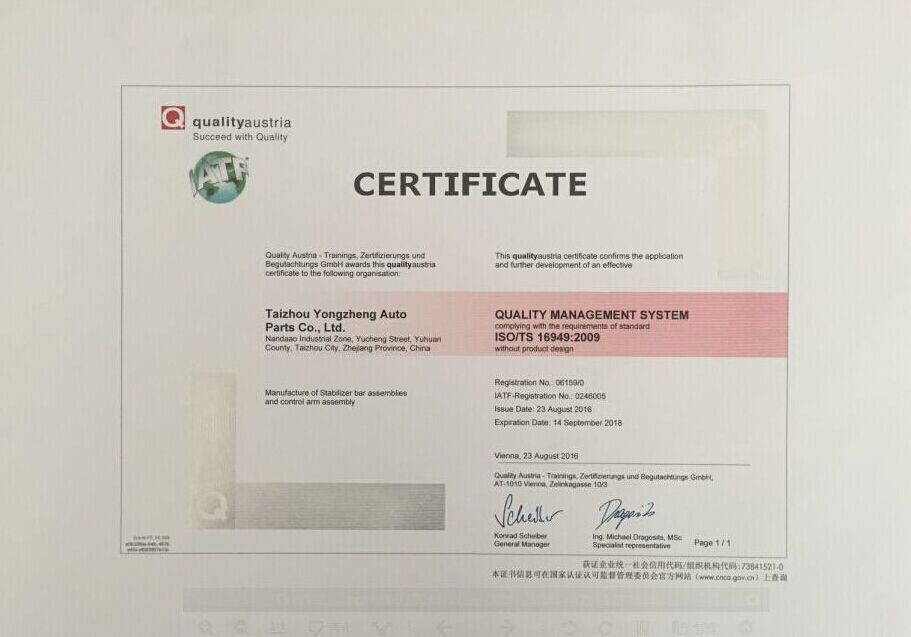 qualityaustria
Succeed with Quality
IATF
CERTIFICATE
Quality Austria - Trainings, Zertifizierungs und
Begutachtungs GmbH awards this qualityaustria
certificate to the following organisation:
This qualityaustria certificate confirms the application
and further development of an effective
Taizhou Yongzheng Auto
Parts Co., Ltd.
Nandaao Industrial Zone, Yucheng Street, Yuhuan
County, Taizhou City, Zhejiang Province, China
QUALITY MANAGEMENT SYSTEM
complying with the requirements of standard
ISO/TS 16949:2009
without product design
Manufacture of Stabilizer bar assemblies
and control arm assembly
Registration No.: 06159/0
IATF-Registration No.: 0246005
Issue Date: 23 August 2016
Expiration Date: 14 September 2018
Vienna, 23 August 2016
Quality Austria - Trainings, Zertifizierungs und Begutachtungs GmbH,
AT-1010 Vienna, Zelinkagasse 10/3
Konrad Scheiber
General Manager
Ing. Michael Dragosits, MSc
Specialist representative
Page 1 / 1
获证企业统一社会信用代码/组织机构代码:73841521-0
本证书信息可在国家认证认可监督管理委员会官方网站（www.cnca.gov.cn）上查询